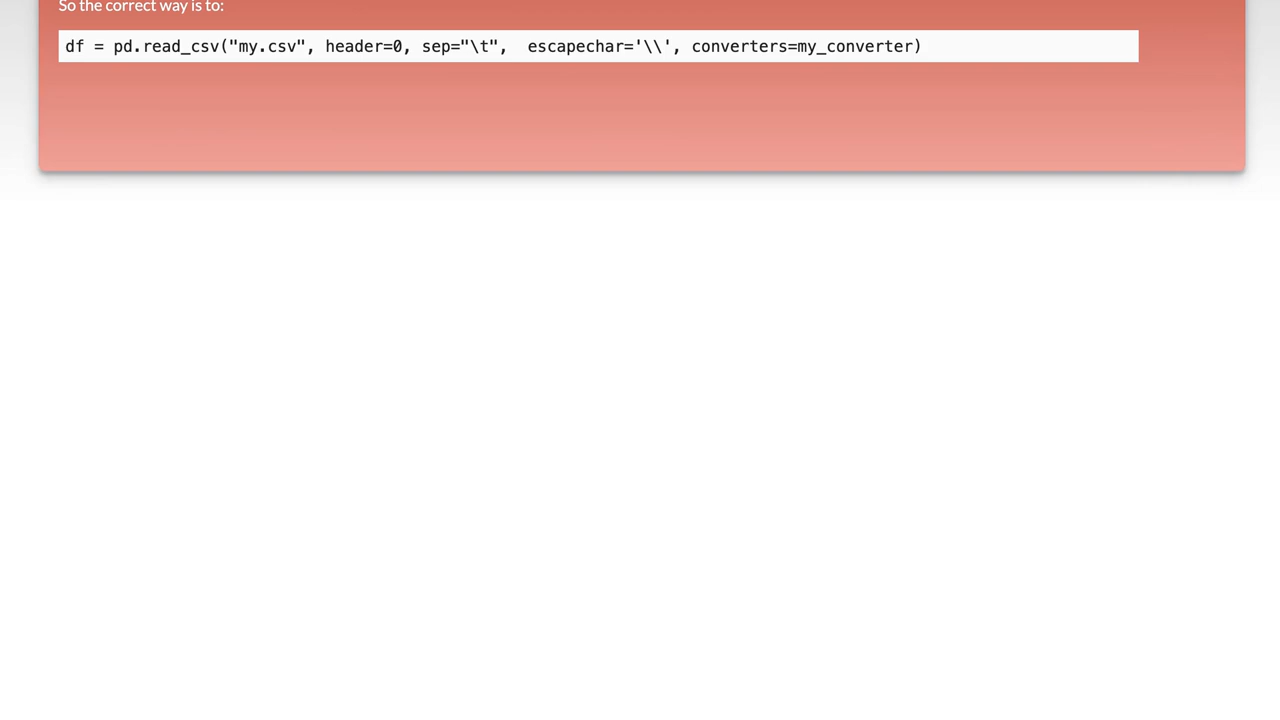 So the correct way is to:
df = pd.read_csv("my.csv", header=0, sep="\t",  escapechar='\\', converters=my_converter)